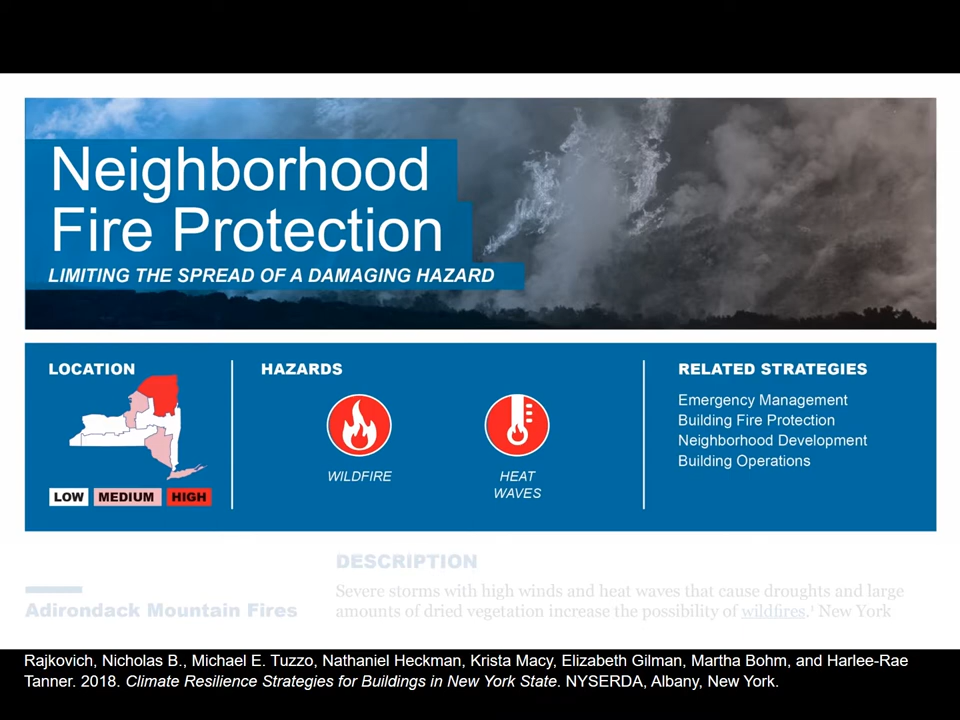 Neighborhood
Fire Protection
LIMITING THE SPREAD OF A DAMAGING HAZARD
LOCATION
LOW MEDIUM HIGH
HAZARDS
WILDFIRE
HEAT
WAVES
RELATED STRATEGIES
Emergency Management
Building Fire Protection
Neighborhood Development
Building Operations
Adirondack Mountain Fires
DESCRIPTION
Severe storms with high winds and heat waves that cause droughts and large
amounts of dried vegetation increase the possibility of wildfires.¹ New York
Rajkovich, Nicholas B., Michael E. Tuzzo, Nathaniel Heckman, Krista Macy, Elizabeth Gilman, Martha Bohm, and Harlee-Rae
Tanner. 2018. Climate Resilience Strategies for Buildings in New York State. NYSERDA, Albany, New York.